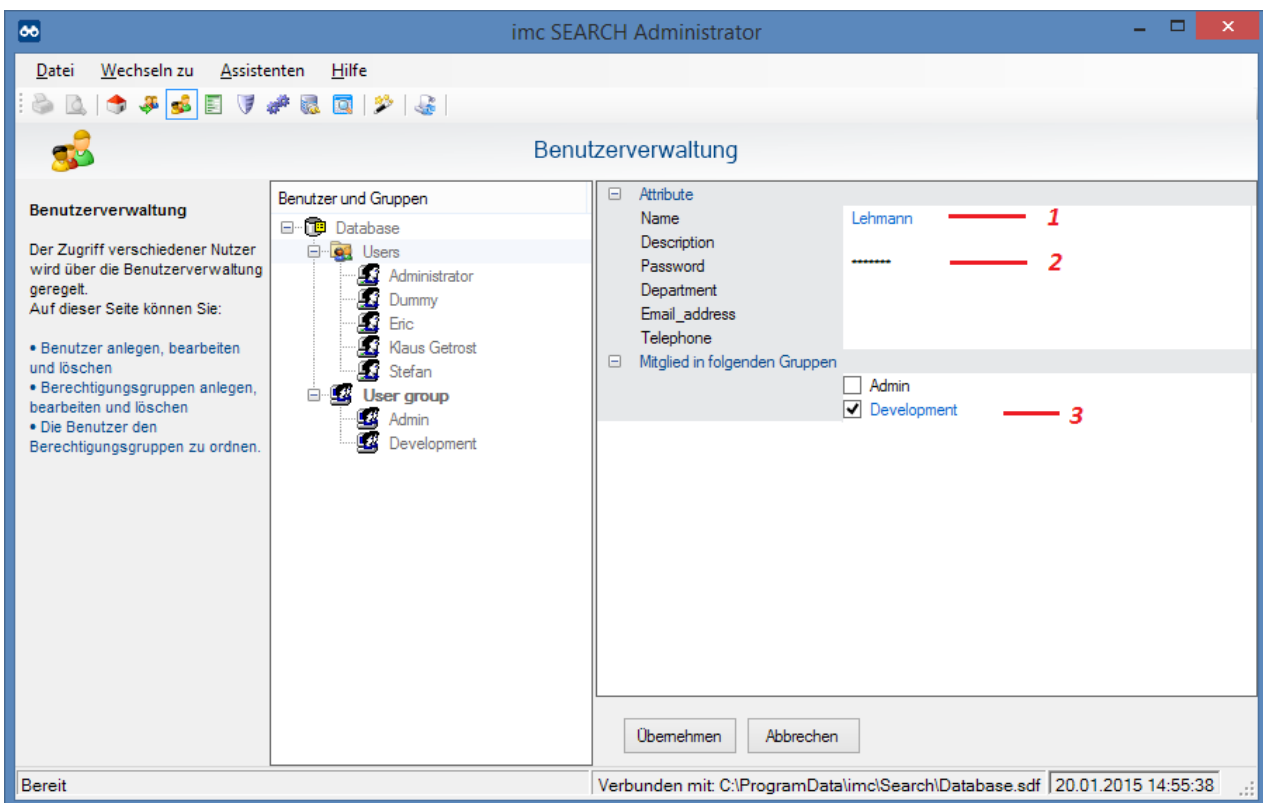 imc SEARCH Administrator
Datei Wechseln zu Assistenten Hilfe
Benutzerverwaltung
Benutzerverwaltung
Der Zugriff verschiedener Nutzer
wird über die Benutzerverwaltung
geregelt.
Auf dieser Seite können Sie:
• Benutzer anlegen, bearbeiten
und löschen
• Berechtigungsgruppen anlegen,
bearbeiten und löschen
• Die Benutzer den
Berechtigungsgruppen zu ordnen.
Benutzer und Gruppen
Database
Users
Administrator
Dummy
Eric
Klaus Getrost
Stefan
User group
Admin
Development
Attribute
Name Lehmann 1
Description
Password ******* 2
Department
Email_address
Telephone
Mitglied in folgenden Gruppen
Admin
Development 3
Übernehmen Abbrechen
Bereit Verbunden mit: C:\ProgramData\imc\Search\Database.sdf 20.01.2015 14:55:38